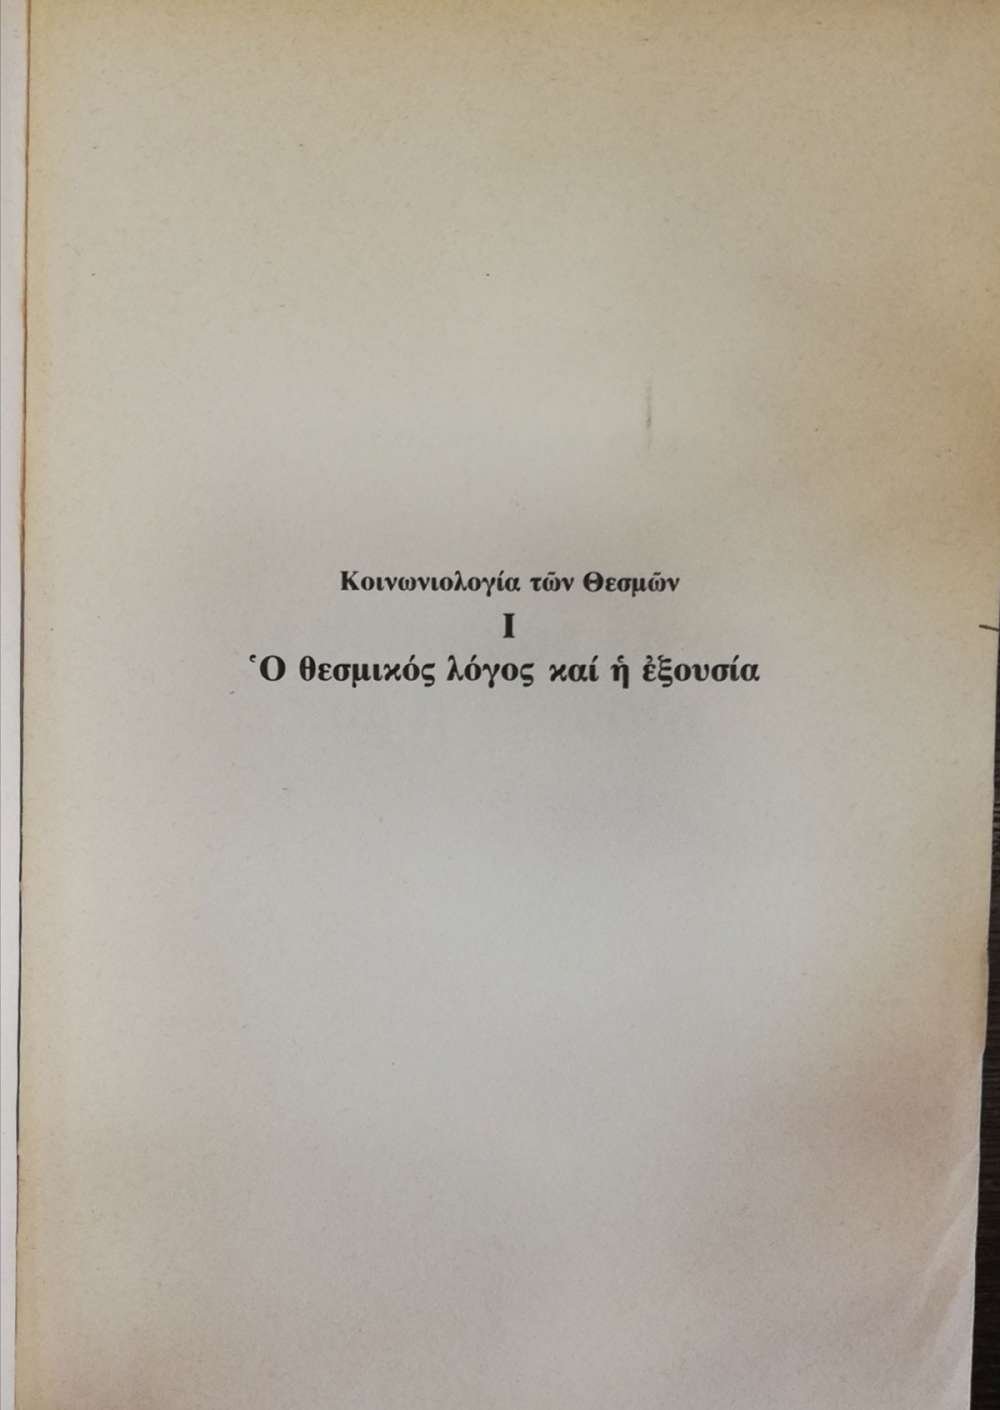 Κοινωνιολογία τῶν Θεσμῶν
I
Ὁ θεσμικός λόγος καί ἡ ἐξουσία